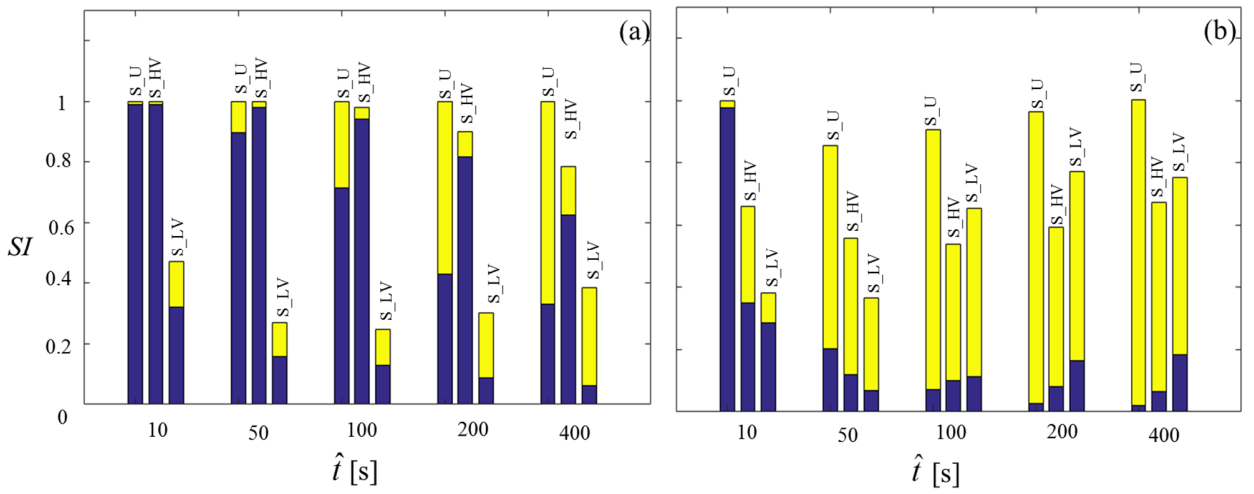 (a)
(b)
S_U S_HV S_LV S_U S_HV S_LV S_U S_HV S_LV S_U S_HV S_LV S_U S_HV S_LV
S_U S_HV S_LV S_U S_HV S_LV S_U S_HV S_LV S_U S_HV S_LV S_U S_HV S_LV
1
0.8
0.6
SI
0.4
0.2
0
10 50 100 200 400
10 50 100 200 400
t̂ [s]
t̂ [s]